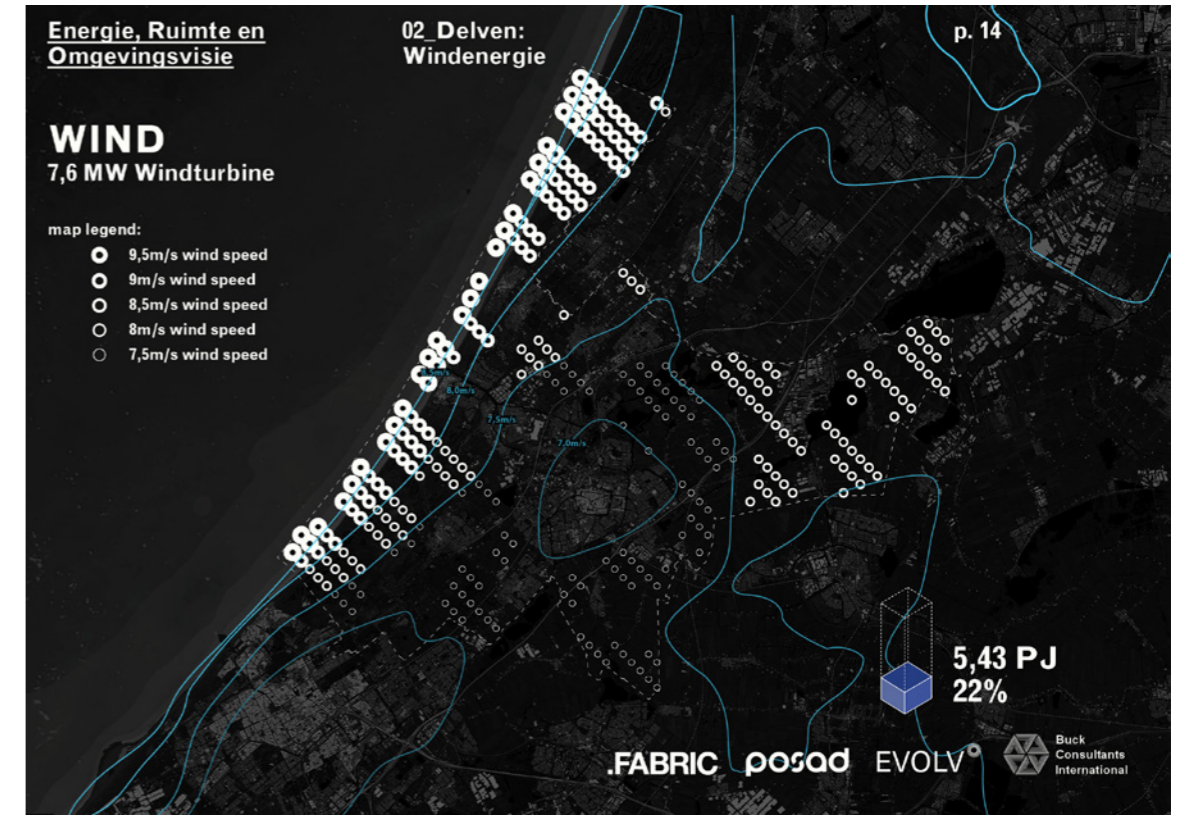 Energie, Ruimte en
Omgevingsvisie
02_Delven:
Windenergie
p. 14
WIND
7,6 MW Windturbine
map legend:
9,5m/s wind speed
9m/s wind speed
8,5m/s wind speed
8m/s wind speed
7,5m/s wind speed
8,5m/s
8,0m/s
7,5m/s
7,0m/s
5,43 PJ
22%
.FABRIC
posad
EVOLV
Buck
Consultants
International